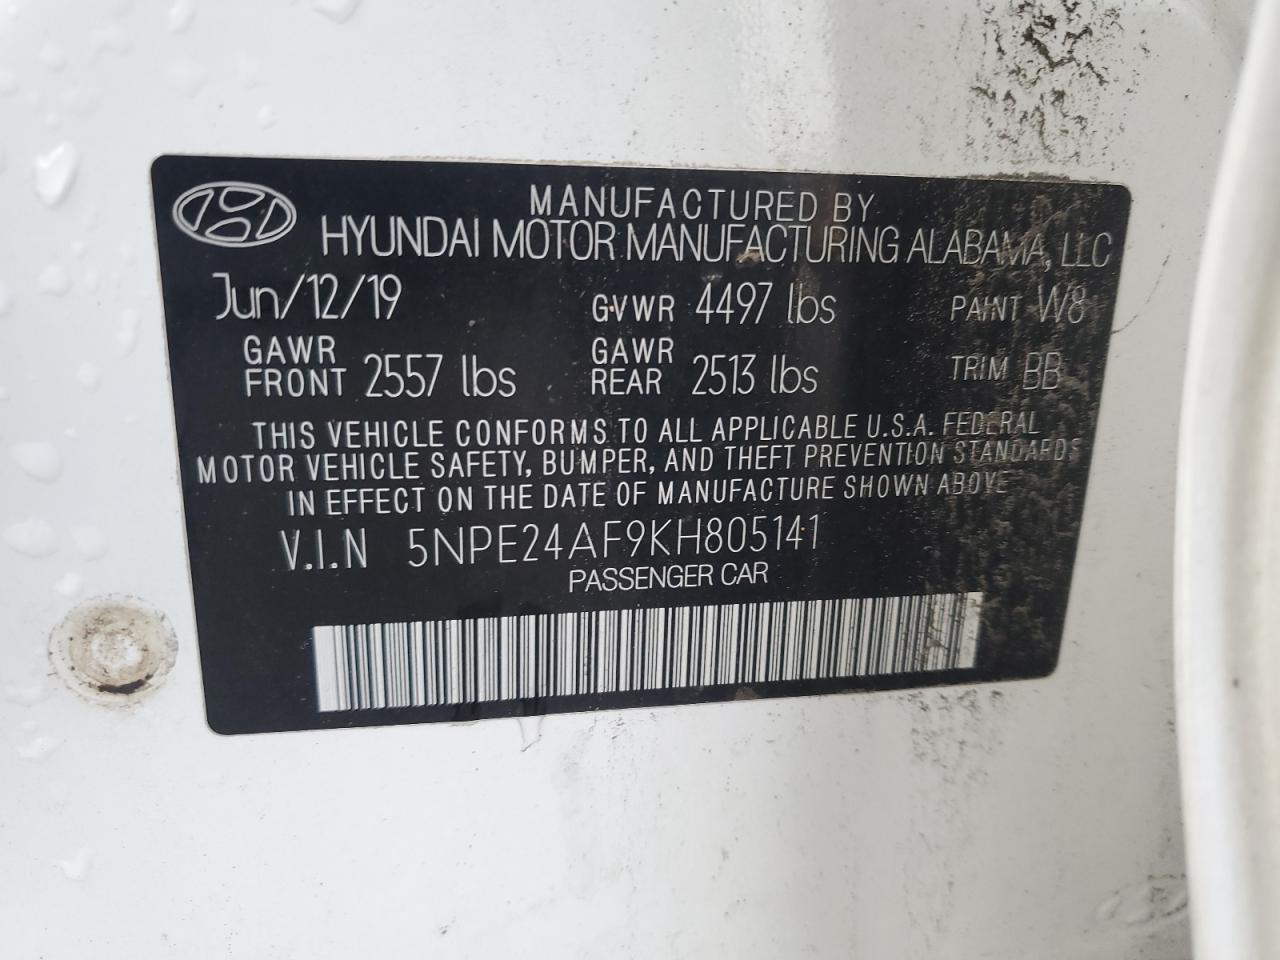 MANUFACTURED BY
HYUNDAI MOTOR MANUFACTURING ALABAMA, LLC
Jun/12/19 GVWR 4497 lbs PAINT W8
GAWR FRONT 2557 lbs GAWR REAR 2513 lbs TRIM BB
THIS VEHICLE CONFORMS TO ALL APPLICABLE U.S.A. FEDERAL
MOTOR VEHICLE SAFETY, BUMPER, AND THEFT PREVENTION STANDARDS
IN EFFECT ON THE DATE OF MANUFACTURE SHOWN ABOVE
V.I.N 5NPE24AF9KH805141
PASSENGER CAR